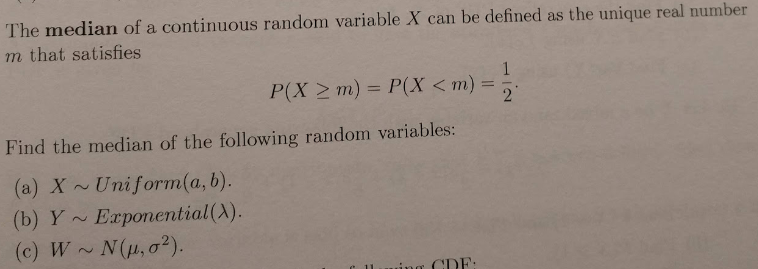 The median of a continuous random variable X can be defined as the unique real number
m that satisfies
P(X ≥ m) = P(X < m) = 1/2.
Find the median of the following random variables:
(a) X ~ Uniform(a, b).
(b) Y ~ Exponential(λ).
(c) W ~ N(μ, σ²).
CDF: